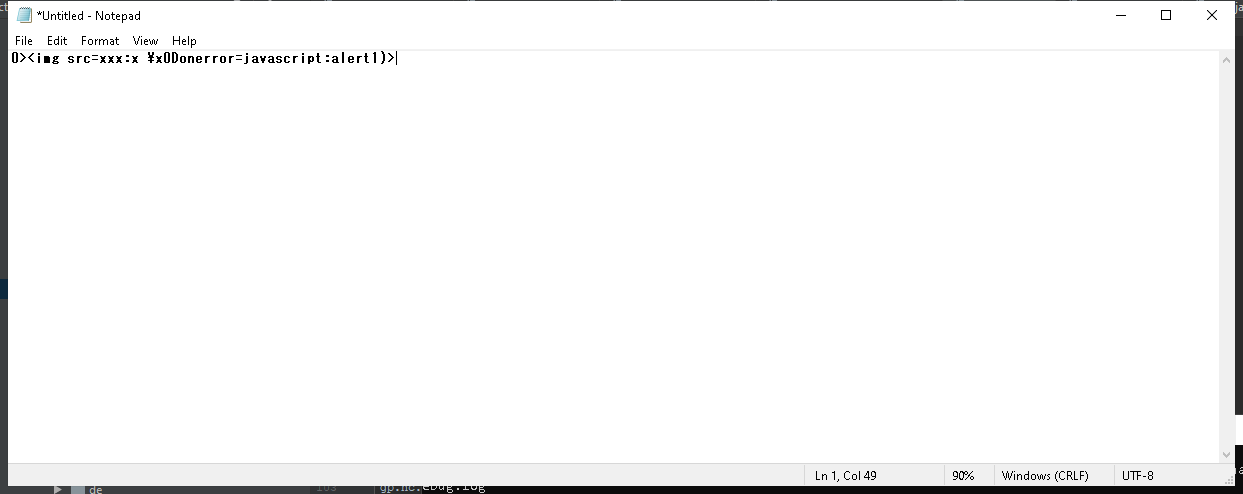 *Untitled - Notepad
File Edit Format View Help
0><img src=xxx:x ¥x0Donerror=javascript:alert1)>
Ln 1, Col 49 90% Windows (CRLF) UTF-8
de